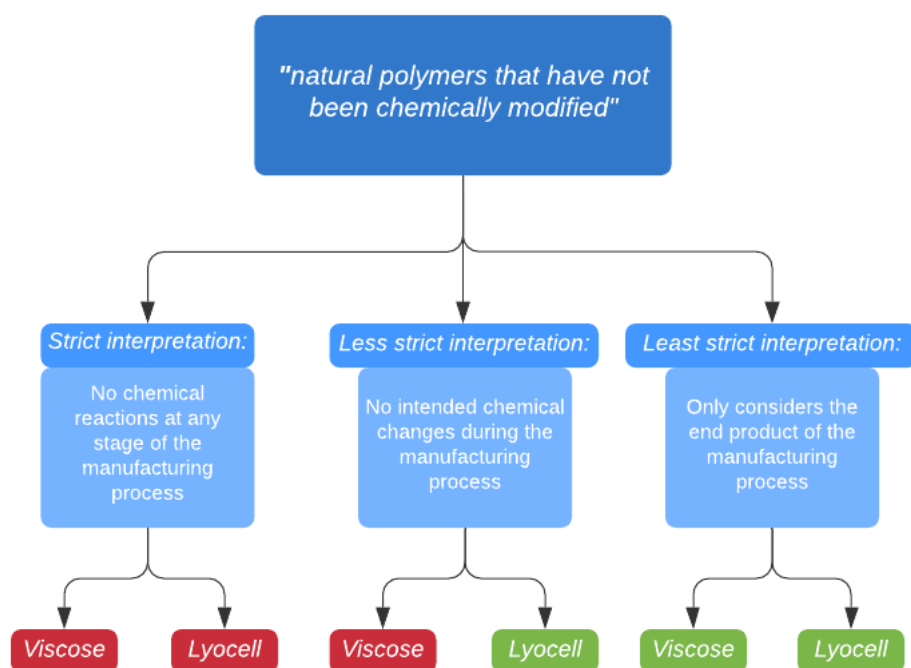 "natural polymers that have not
been chemically modified"
Strict interpretation:
No chemical
reactions at any
stage of the
manufacturing
process
Less strict interpretation:
No intended chemical
changes during the
manufacturing
process
Least strict interpretation:
Only considers the
end product of the
manufacturing
process
Viscose
Lyocell
Viscose
Lyocell
Viscose
Lyocell